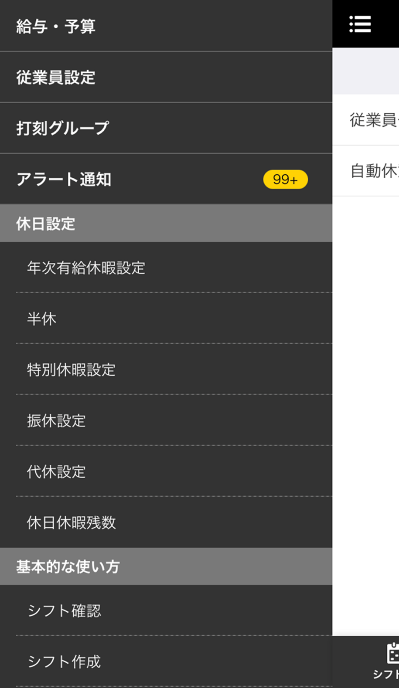 給与・予算
従業員設定
打刻グループ
アラート通知 99+
休日設定
年次有給休暇設定
半休
特別休暇設定
振休設定
代休設定
休日休暇残数
基本的な使い方
シフト確認
シフト作成
従業員
自動休
シフ